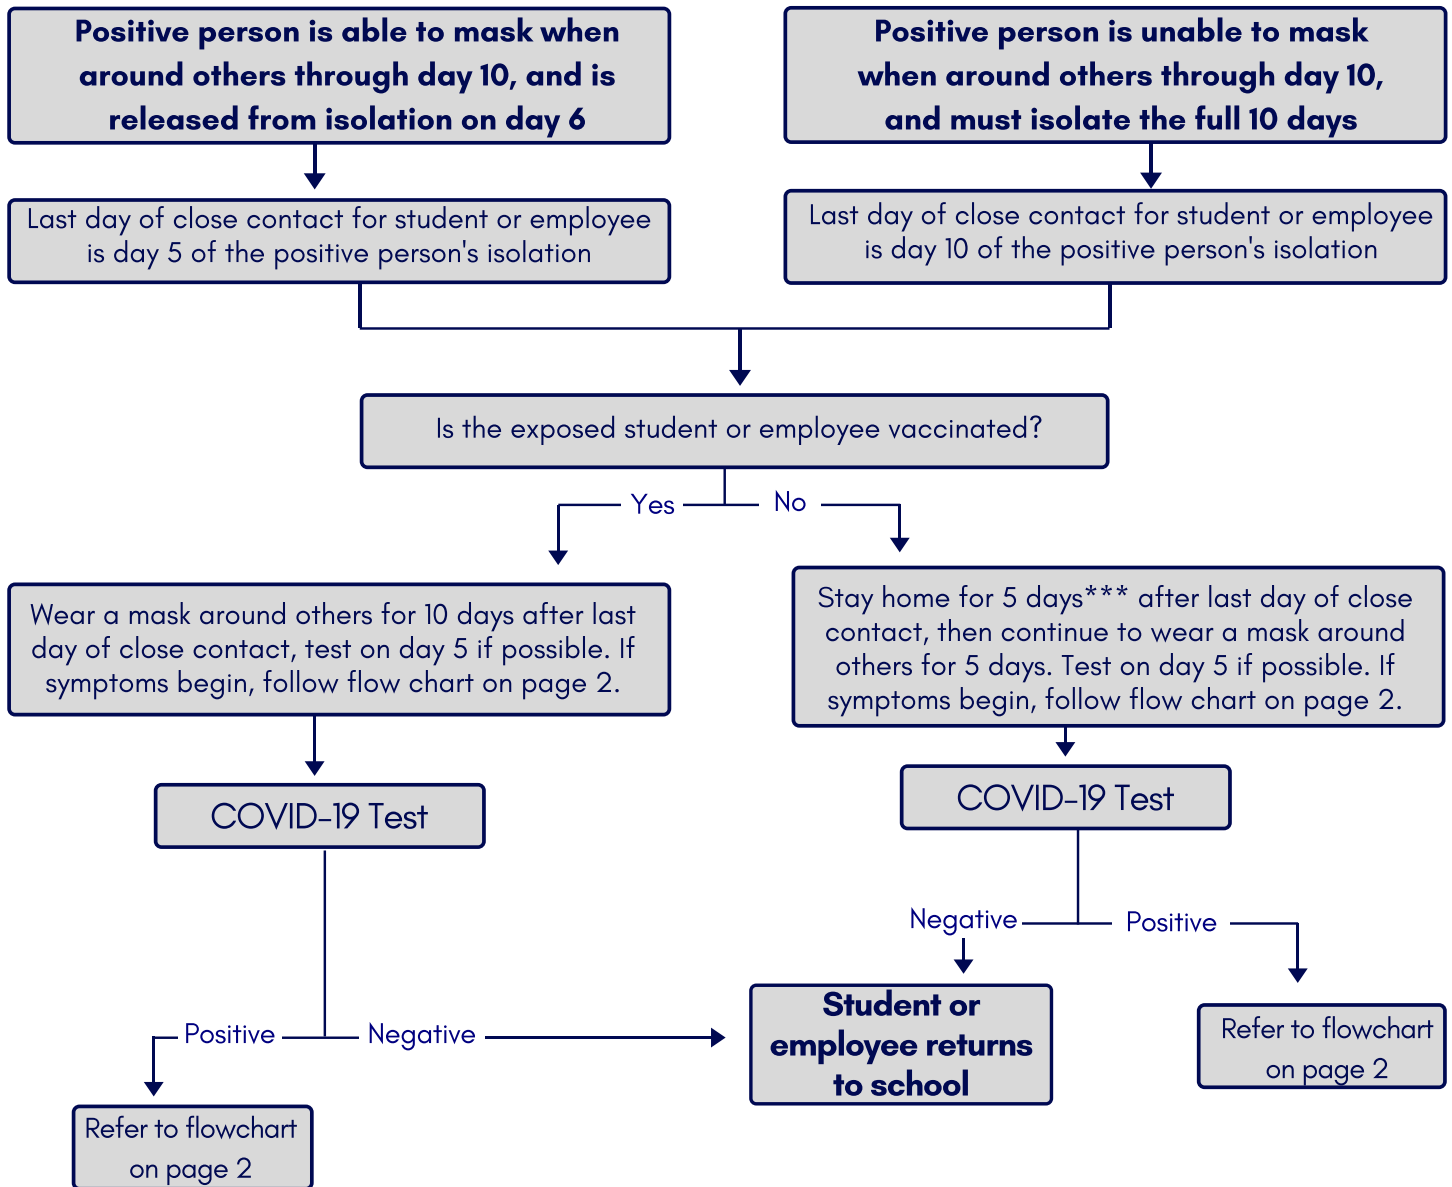 Positive person is able to mask when
around others through day 10, and is
released from isolation on day 6
Positive person is unable to mask
when around others through day 10,
and must isolate the full 10 days
Last day of close contact for student or employee
is day 5 of the positive person's isolation
Last day of close contact for student or employee
is day 10 of the positive person's isolation
Is the exposed student or employee vaccinated?
Yes
No
Wear a mask around others for 10 days after last
day of close contact, test on day 5 if possible. If
symptoms begin, follow flow chart on page 2.
Stay home for 5 days*** after last day of close
contact, then continue to wear a mask around
others for 5 days. Test on day 5 if possible. If
symptoms begin, follow flow chart on page 2.
COVID-19 Test
COVID-19 Test
Negative
Positive
Positive
Negative
Student or
employee returns
to school
Refer to flowchart
on page 2
Refer to flowchart
on page 2